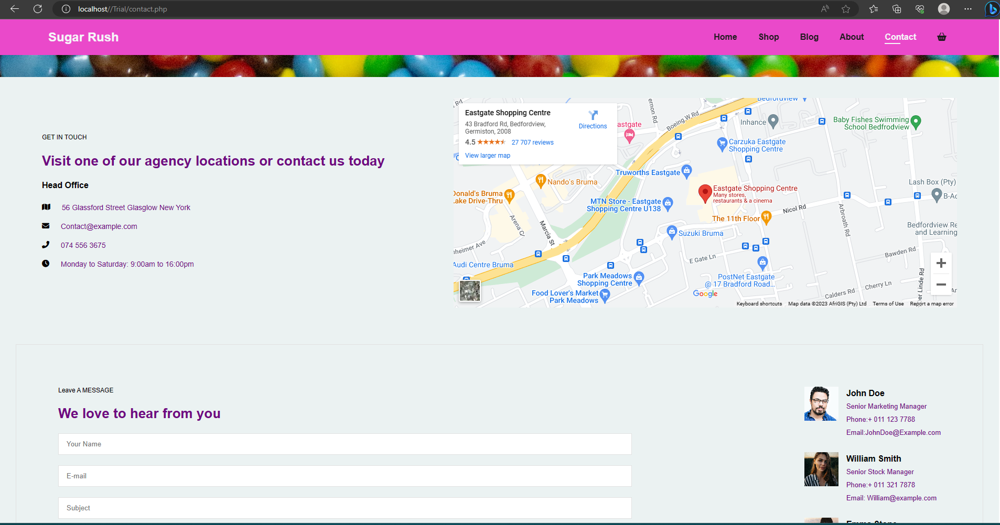 localhost//Trial/contact.php
Sugar Rush
Home
Shop
Blog
About
Contact
GET IN TOUCH
Visit one of our agency locations or contact us today
Head Office
56 Glassford Street Glasglow New York
Contact@example.com
074 556 3675
Monday to Saturday: 9:00am to 16:00pm
Eastgate Shopping Centre
43 Bradford Rd, Bedfordview,
Germiston, 2008
4.5
27 707 reviews
View larger map
Directions
Rd
astgate
Boeing W Rd
Bedfordview
Inhance
Baby Fishes Swimming
School Bedfrodview
Carzuka Eastgate
Shopping Centre
Truworths Eastgate
Nando's Bruma
Donald's Bruma
Lake Drive-Thru
MTN Store - Eastgate
Shopping Centre U138
Eastgate Shopping Centre
Many stores,
restaurants & a cinema
Lash Box (Pty)
The 11th Floor
Nicol Rd
Arbroath Rd
Arena Cl
Marcia St
Suzuki Bruma
Bedfordview Re
and Learning
Audi Centre Bruma
E Gate Ln
Bawden Rd
PostNet Eastgate
@ 17 Bradford Road...
Park Meadows
Shopping Centre
Food Lover's Market
Park Meadows
Calders Rd
Cherry Ln
Linde Rd
Google
Keyboard shortcuts
Map data ©2023 AfriGIS (Pty) Ltd
Terms of Use
Report a map error
Leave A MESSAGE
We love to hear from you
Your Name
E-mail
Subject
John Doe
Senior Marketing Manager
Phone:+ 011 123 7788
Email:JohnDoe@Example.com
William Smith
Senior Stock Manager
Phone:+ 011 321 7878
Email: William@example.com